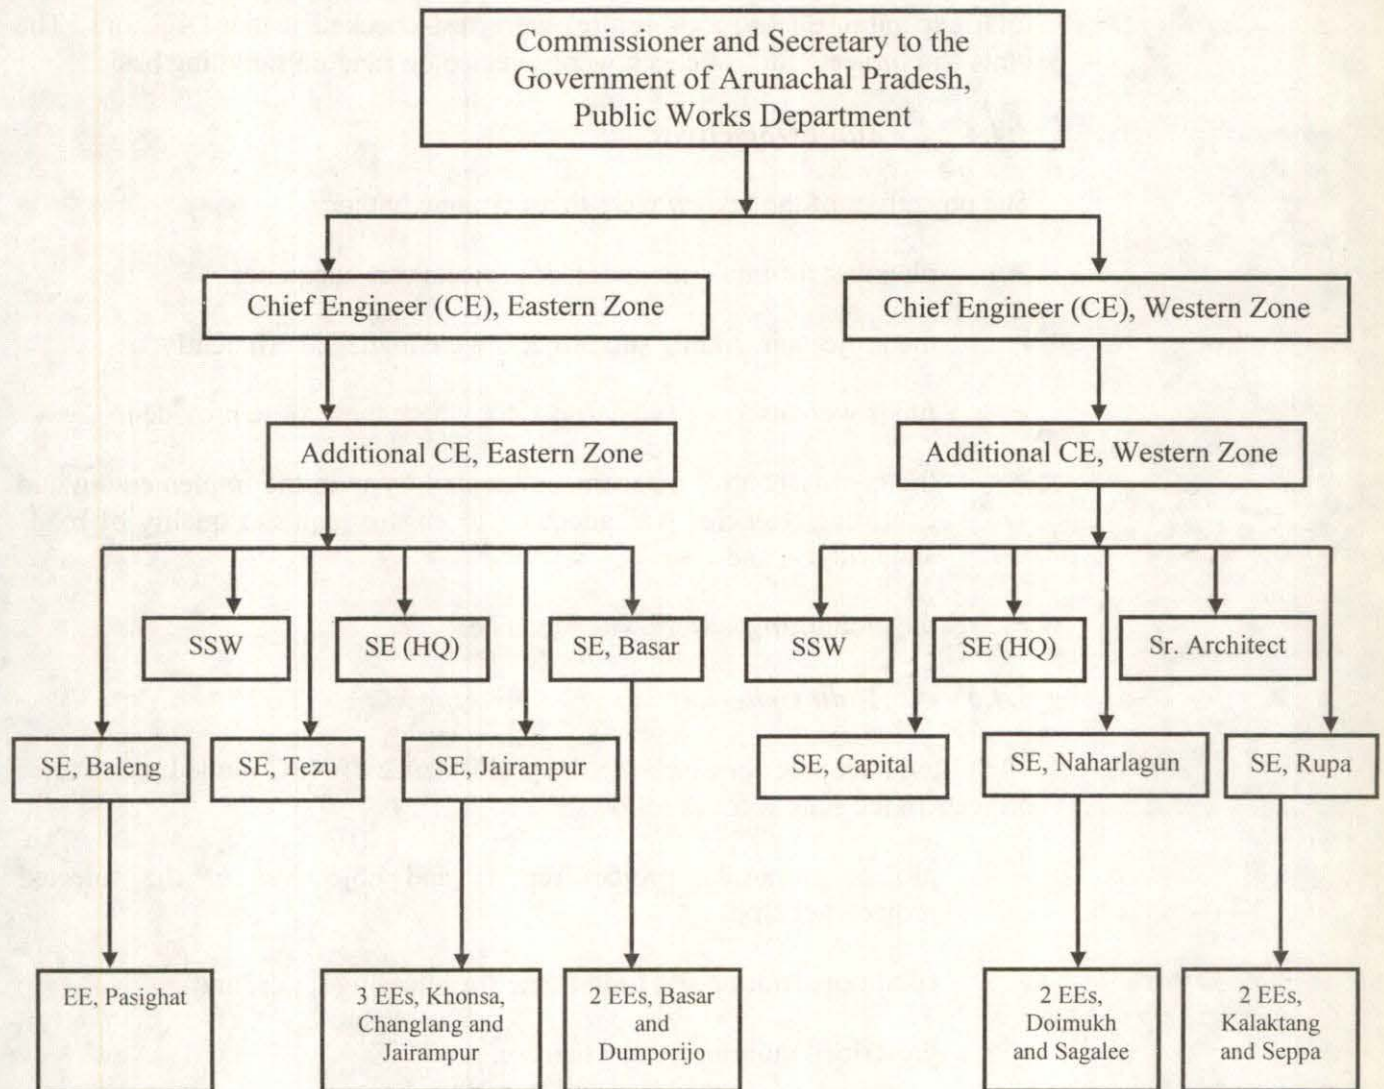 Commissioner and Secretary to the
Government of Arunachal Pradesh,
Public Works Department
Chief Engineer (CE), Eastern Zone
Chief Engineer (CE), Western Zone
Additional CE, Eastern Zone
Additional CE, Western Zone
SSW
SE (HQ)
SE, Basar
SSW
SE (HQ)
Sr. Architect
SE, Baleng
SE, Tezu
SE, Jairampur
SE, Capital
SE, Naharlagun
SE, Rupa
EE, Pasighat
3 EEs, Khonsa,
Changlang and
Jairampur
2 EEs, Basar
and
Dumporijo
2 EEs,
Doimukh
and Sagalee
2 EEs,
Kalaktang
and Seppa